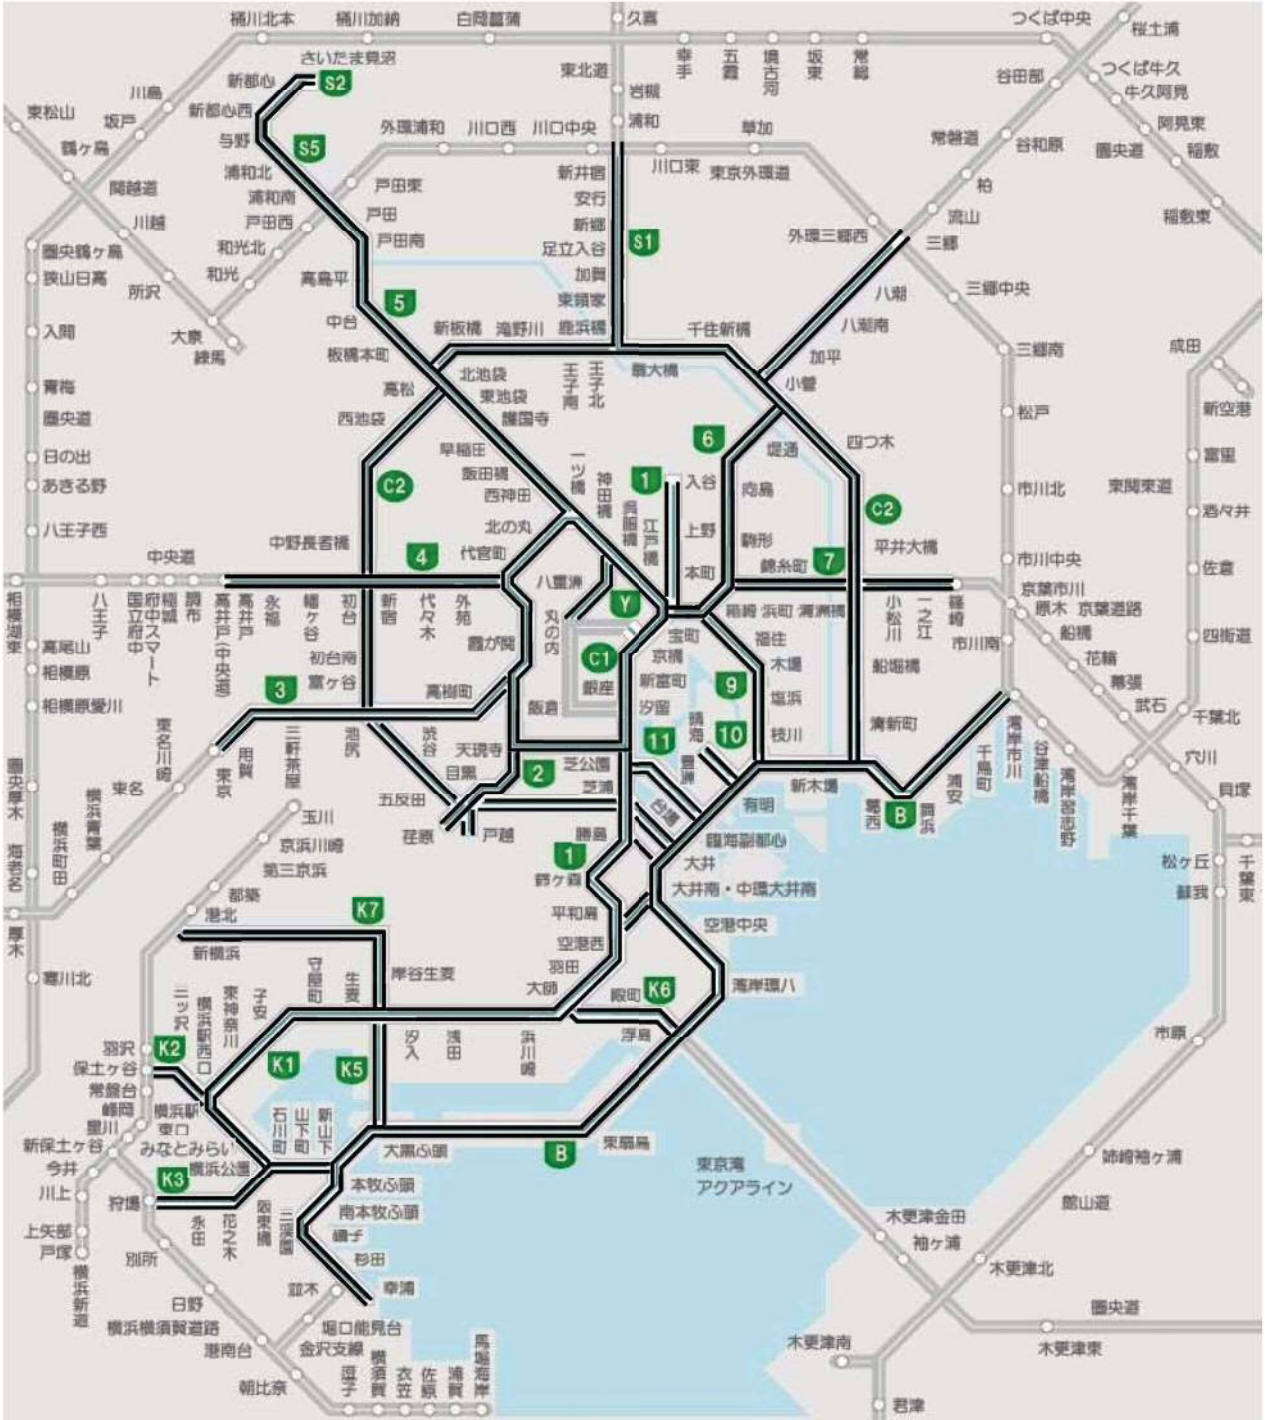 桶川北本
桶川加納
白岡菖蒲
久喜
つくば中央
桜土浦
さいたま見沼
S2
新都心
東北道
幸手
五霞
境古河
坂東
常総
谷田部
つくば牛久
牛久阿見
東松山
川島
坂戸
新都心西
与野
岩槻
浦和
外環浦和
川口西
川口中央
草加
常磐道
谷和原
阿見東
圏央道
稲敷
鶴ヶ島
S5
浦和北
浦和南
戸田東
新井宿
川口東
東京外環道
柏
関越道
戸田西
戸田
戸田南
安行
新郷
足立入谷
S1
流山
稲敷東
川越
和光北
和光
外環三郷西
三郷
圏央鶴ヶ島
狭山日高
所沢
高島平
加賀
東領家
八潮
三郷中央
5
中台
新板橋
滝野川
鹿浜橋
千住新橋
八潮南
入間
大泉
練馬
板橋本町
加平
三郷南
成田
高松
北池袋
東池袋
護国寺
王子南
王子北
扇大橋
小菅
青梅
圏央道
西池袋
早稲田
6
堤通
四つ木
松戸
新空港
日の出
飯田橋
西神田
一ツ橋
神田橋
呉服橋
江戸橋
1
入谷
富里
あきる野
C2
向島
C2
市川北
東関東道
酒々井
八王子西
中央道
中野長者橋
4
北の丸
代官町
上野
駒形
7
平井大橋
市川中央
八重洲
本町
錦糸町
佐倉
相模湖東
八王子
国立府中
府中スマート
稲城
調布
高井戸(中央道)
高井戸
永福
幡ヶ谷
初台
新宿
代々木
外苑
丸の内
Y
箱崎
浜町
清洲橋
小松川
一之江
篠崎
京葉市川
原木
京葉道路
高尾山
相模原
相模原愛川
初台南
富ヶ谷
霞が関
C1
宝町
京橋
新富町
福住
木場
船堀橋
市川南
船橋
花輪
幕張
武石
四街道
3
高樹町
飯倉
銀座
汐留
9
塩浜
清新町
千葉北
東名川崎
東京
用賀
三軒茶屋
池尻
渋谷
天現寺
目黒
芝公園
11
晴海
豊洲
10
枝川
湾岸市川
谷津船橋
湾岸習志野
湾岸千葉
穴川
圏央厚木
東名
2
芝浦
台場
有明
新木場
葛西
B
舞浜
浦安
千鳥町
貝塚
横浜青葉
横浜町田
玉川
五反田
荏原
戸越
勝島
臨海副都心
海老名
京浜川崎
第三京浜
1
鈴ヶ森
大井
大井南・中環大井南
松ヶ丘
千葉東
厚木
都筑
港北
K7
平和島
空港中央
蘇我
寒川北
新横浜
空港西
羽田
大師
三ッ沢
横浜駅西口
東神奈川
子安
守屋町
生麦
岸谷生麦
殿町
K6
湾岸環八
汐入
浅田
浜川崎
浮島
市原
羽沢
K2
保土ヶ谷
常盤台
峰岡
K1
K5
星川
新保土ヶ谷
横浜駅東口
みなとみらい
横浜公園
石川町
山下町
新山下
大黒ふ頭
B
東扇島
東京湾アクアライン
姉崎袖ヶ浦
今井
川上
上矢部
戸塚
横浜新道
K3
狩場
永田
花之木
阪東橋
三渓園
本牧ふ頭
南本牧ふ頭
磯子
杉田
館山道
別所
木更津金田
袖ヶ浦
木更津北
日野
横浜横須賀道路
港南台
並木
幸浦
圏央道
堀口能見台
金沢支線
木更津南
木更津東
朝比奈
逗子
横須賀
衣笠
佐原
浦賀
馬堀海岸
君津